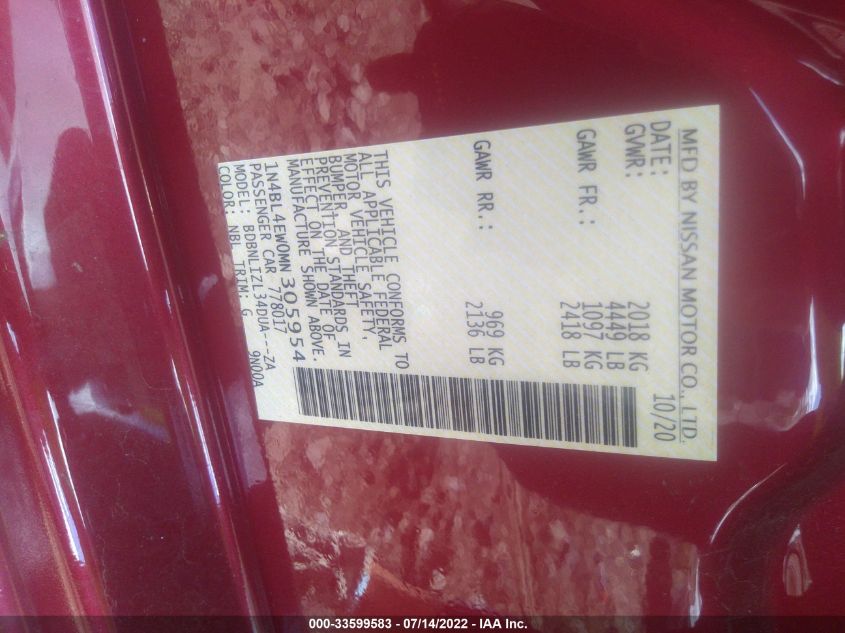 MFD BY NISSAN MOTOR CO., LTD.
DATE: 10/20
GVWR: 2018 KG
4449 LB
GAWR FR.: 1097 KG
2418 LB
GAWR RR.: 969 KG
2136 LB
THIS VEHICLE CONFORMS TO
ALL APPLICABLE FEDERAL
MOTOR VEHICLE SAFETY,
BUMPER, AND THEFT
PREVENTION STANDARDS IN
EFFECT ON THE DATE OF
MANUFACTURE SHOWN ABOVE.
1N4BL4EW0MN305954
PASSENGER CAR 778017
MODEL: BDBNLIZL34DUA---ZA
COLOR: NBL TRIM: G 9N00A
000-33599583 - 07/14/2022 - IAA Inc.